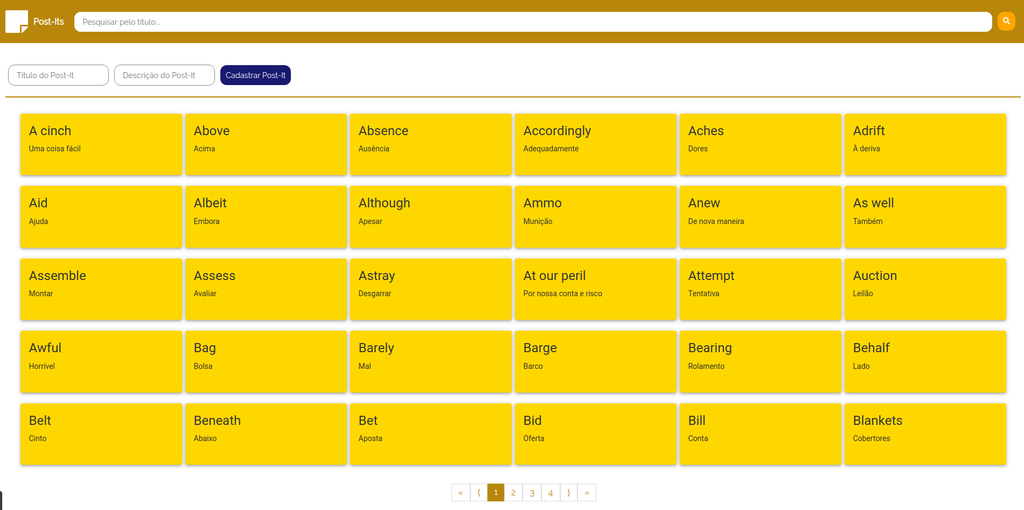 Post-Its
Pesquisar pelo título...
Título do Post-It
Descrição do Post-It
Cadastrar Post-It
A cinch
Uma coisa fácil
Above
Acima
Absence
Ausência
Accordingly
Adequadamente
Aches
Dores
Adrift
À deriva
Aid
Ajuda
Albeit
Embora
Although
Apesar
Ammo
Munição
Anew
De nova maneira
As well
Também
Assemble
Montar
Assess
Avaliar
Astray
Desgarrar
At our peril
Por nossa conta e risco
Attempt
Tentativa
Auction
Leilão
Awful
Horrível
Bag
Bolsa
Barely
Mal
Barge
Barco
Bearing
Rolamento
Behalf
Lado
Belt
Cinto
Beneath
Abaixo
Bet
Aposta
Bid
Oferta
Bill
Conta
Blankets
Cobertores
« ⟨ 1 2 3 4 ⟩ »